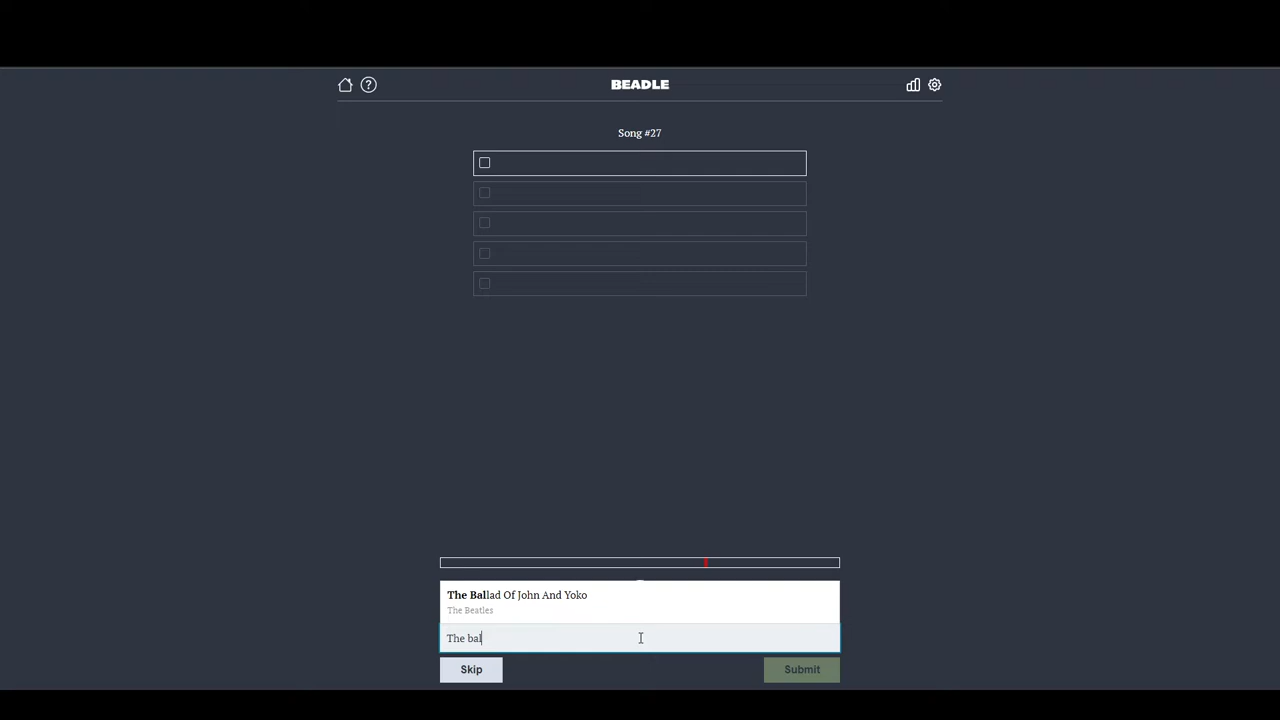 BEADLE
Song #27
The Ballad Of John And Yoko
The Beatles
The bal
Skip
Submit